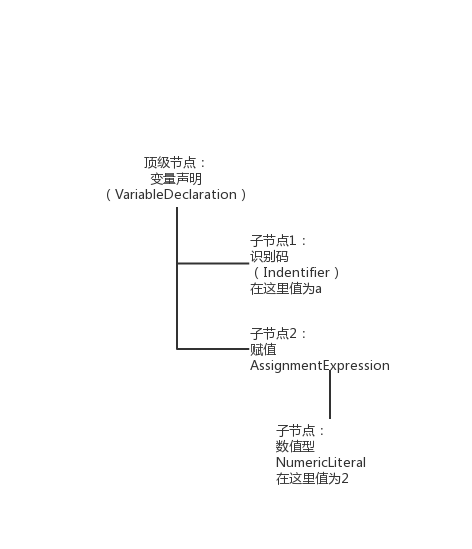 顶级节点：
变量声明
（VariableDeclaration）
子节点1：
识别码
（Indentifier）
在这里值为a
子节点2：
赋值
AssignmentExpression
子节点：
数值型
NumericLiteral
在这里值为2